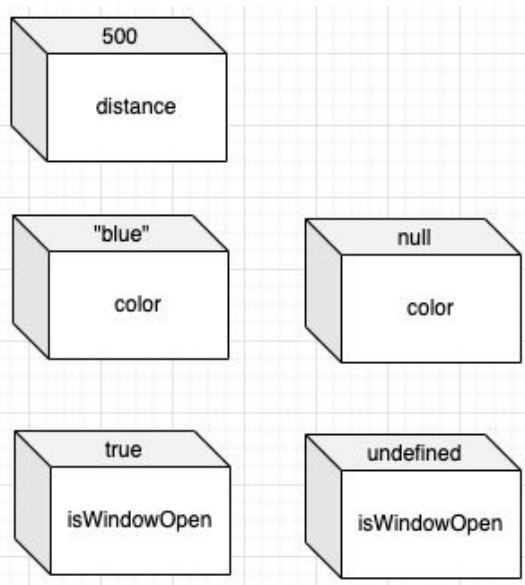 500
distance
"blue"
color
null
color
true
isWindowOpen
undefined
isWindowOpen